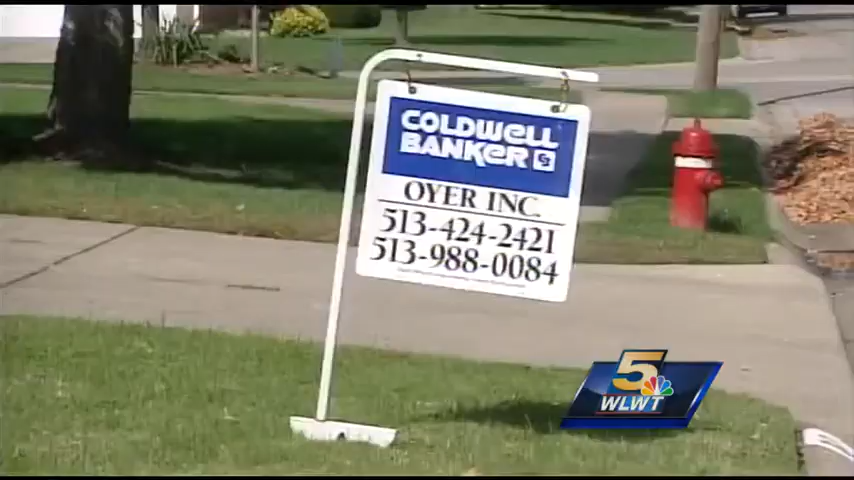 COLDWELL
BANKER
OYER INC.
513-424-2421
513-988-0084
5
WLWT